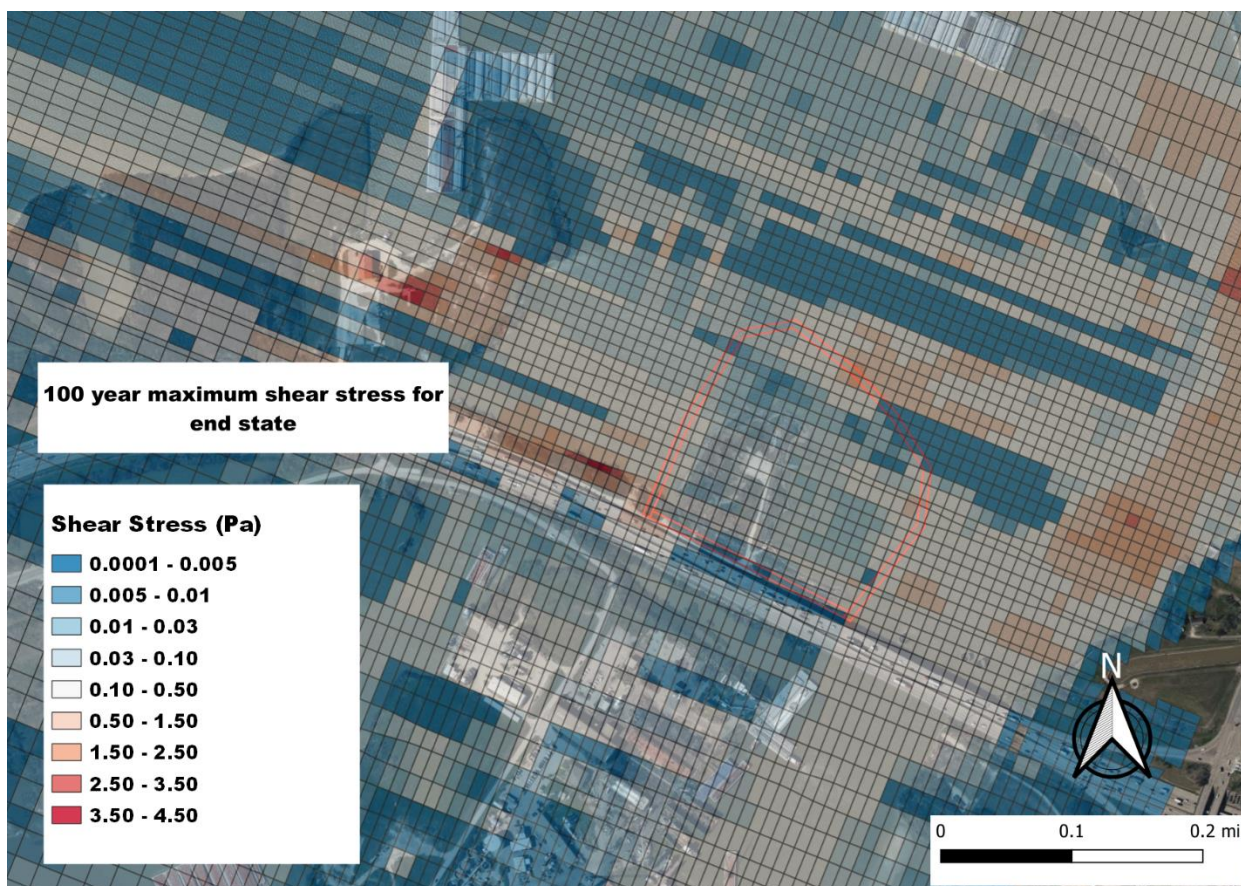 100 year maximum shear stress for
end state
Shear Stress (Pa)
0.0001 - 0.005
0.005 - 0.01
0.01 - 0.03
0.03 - 0.10
0.10 - 0.50
0.50 - 1.50
1.50 - 2.50
2.50 - 3.50
3.50 - 4.50
N
0 0.1 0.2 mi